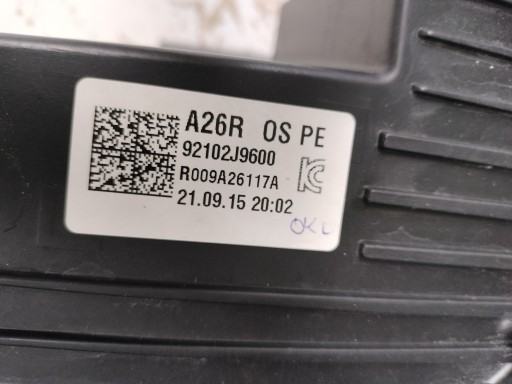 A26R OS PE
92102J9600
R009A26117A
21.09.15 20:02
OK L